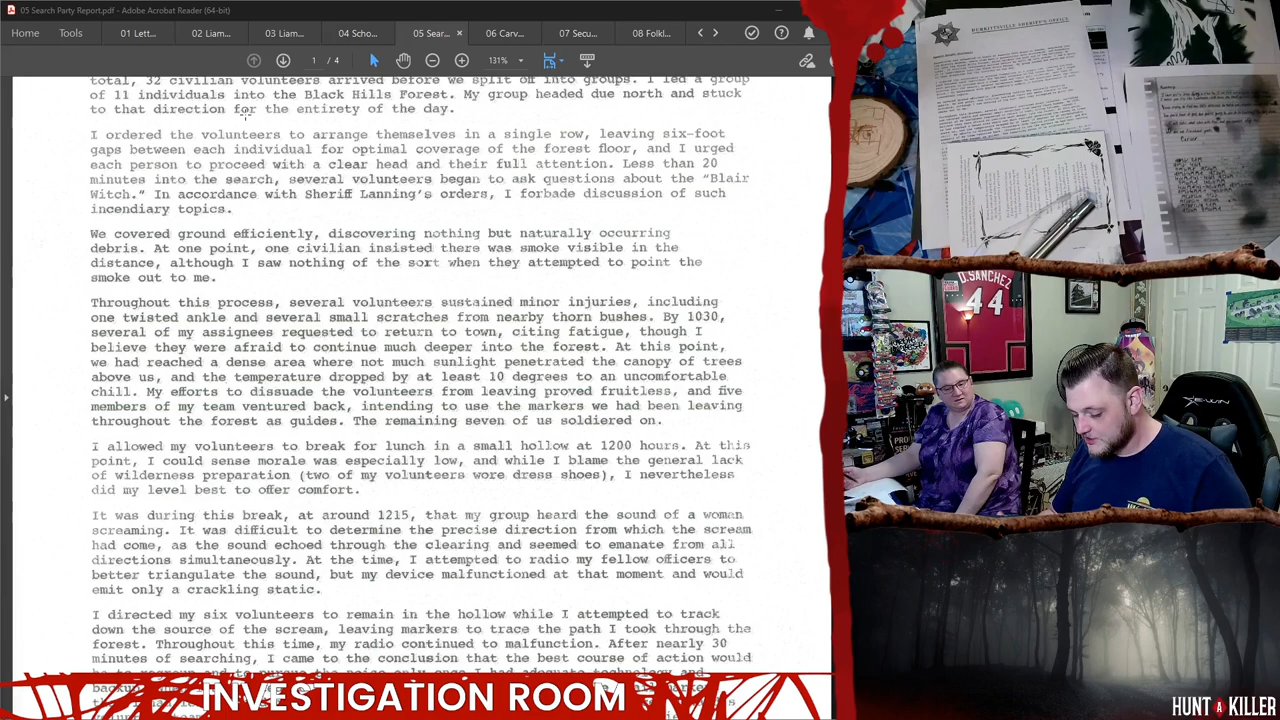 05 Search Party Report.pdf - Adobe Acrobat Reader (64-bit)
Home Tools 01 Lett... 02 Liam... 03 Liam... 04 Scho... 05 Sear... × 06 Carv... 07 Secu... 08 Folkl
1 / 4 131%
total, 32 civilian volunteers arrived before we split off into groups. I led a group
of 11 individuals into the Black Hills Forest. My group headed due north and stuck
to that direction for the entirety of the day.
I ordered the volunteers to arrange themselves in a single row, leaving six-foot
gaps between each individual for optimal coverage of the forest floor, and I urged
each person to proceed with a clear head and their full attention. Less than 20
minutes into the search, several volunteers began to ask questions about the “Blair
Witch.” In accordance with Sheriff Lanning’s orders, I forbade discussion of such
incendiary topics.
We covered ground efficiently, discovering nothing but naturally occurring
debris. At one point, one civilian insisted there was smoke visible in the
distance, although I saw nothing of the sort when they attempted to point the
smoke out to me.
Throughout this process, several volunteers sustained minor injuries, including
one twisted ankle and several small scratches from nearby thorn bushes. By 1030,
several of my assignees requested to return to town, citing fatigue, though I
believe they were afraid to continue much deeper into the forest. At this point,
we had reached a dense area where not much sunlight penetrated the canopy of trees
above us, and the temperature dropped by at least 10 degrees to an uncomfortable
chill. My efforts to dissuade the volunteers from leaving proved fruitless, and five
members of my team ventured back, intending to use the markers we had been leaving
throughout the forest as guides. The remaining seven of us soldiered on.
I allowed my volunteers to break for lunch in a small hollow at 1200 hours. At this
point, I could sense morale was especially low, and while I blame the general lack
of wilderness preparation (two of my volunteers wore dress shoes), I nevertheless
did my level best to offer comfort.
It was during this break, at around 1215, that my group heard the sound of a woman
screaming. It was difficult to determine the precise direction from which the scream
had come, as the sound echoed through the clearing and seemed to emanate from all
directions simultaneously. At the time, I attempted to radio my fellow officers to
better triangulate the sound, but my device malfunctioned at that moment and would
emit only a crackling static.
I directed my six volunteers to remain in the hollow while I attempted to track
down the source of the scream, leaving markers to trace the path I took through the
forest. Throughout this time, my radio continued to malfunction. After nearly 30
minutes of searching, I came to the conclusion that the best course of action would
BURKITTSVILLE SHERIFF'S OFFICE
D.SANCHEZ
44
E-WIN
INVESTIGATION ROOM
HUNT A KILLER